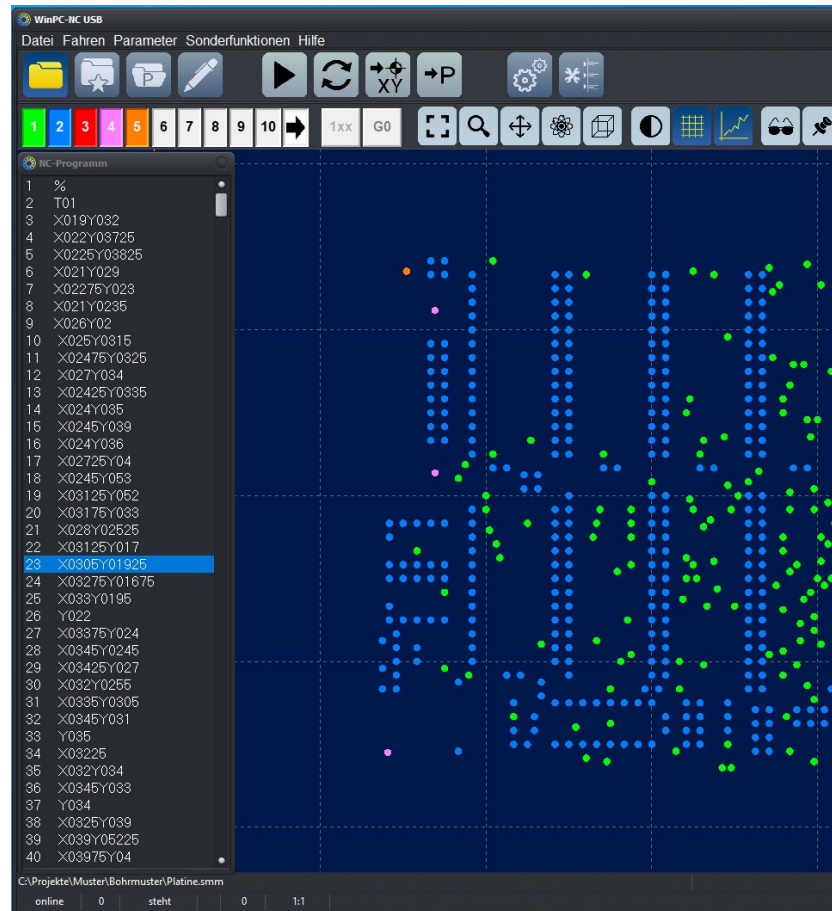 WinPC-NC USB
Datei Fahren Parameter Sonderfunktionen Hilfe
P XY P
1 2 3 4 5 6 7 8 9 10 1xx G0
NC-Programm
1 %
2 T01
3 X019Y032
4 X022Y03725
5 X0225Y03825
6 X021Y029
7 X02275Y023
8 X021Y0235
9 X026Y02
10 X025Y0315
11 X02475Y0325
12 X027Y034
13 X02425Y0335
14 X024Y035
15 X0245Y039
16 X024Y036
17 X02725Y04
18 X0245Y053
19 X03125Y052
20 X03175Y033
21 X028Y02525
22 X03125Y017
23 X0305Y01925
24 X03275Y01675
25 X033Y0195
26 Y022
27 X03375Y024
28 X0345Y0245
29 X03425Y027
30 X032Y0255
31 X0335Y0305
32 X0345Y031
33 Y035
34 X03225
35 X032Y034
36 X0345Y033
37 Y034
38 X0325Y039
39 X039Y05225
40 X03975Y04
C:\Projekte\Muster\Bohrmuster\Platine.smm
online 0 steht 0 1:1